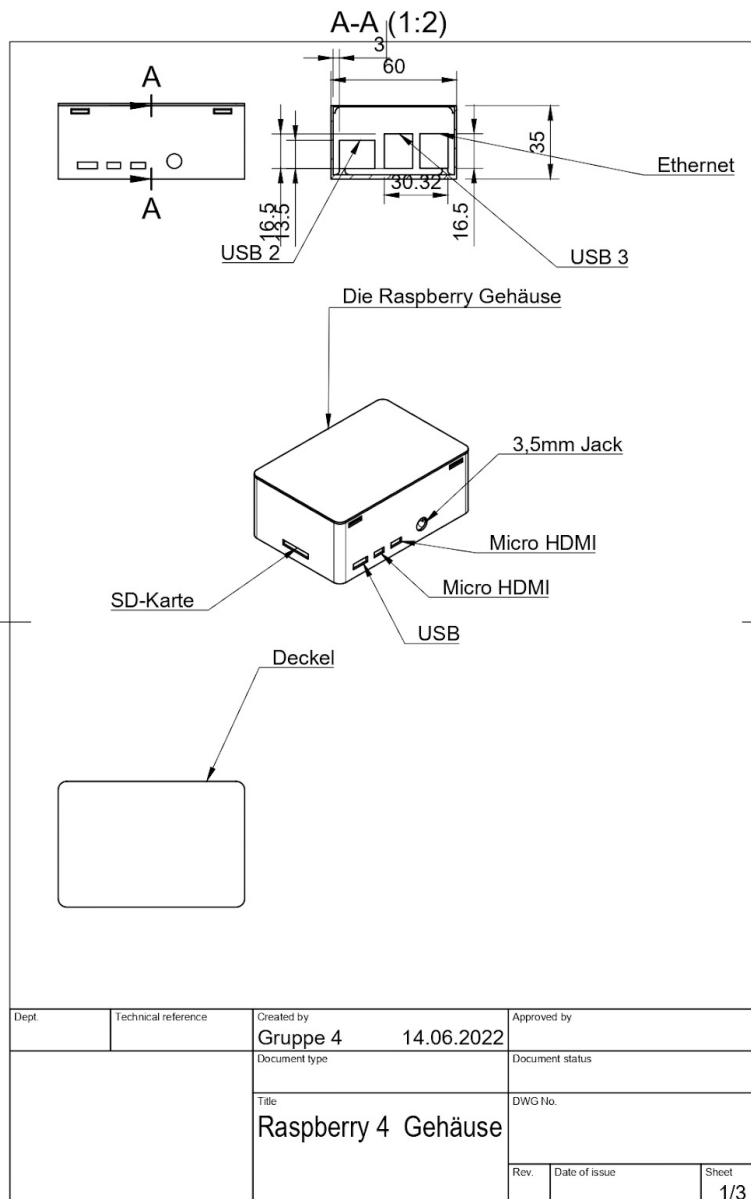 A-A (1:2)
3
60
A
35
Ethernet
30.32
16.5
13.5
16.5
A
USB 2
USB 3
Die Raspberry Gehäuse
3,5mm Jack
Micro HDMI
Micro HDMI
SD-Karte
USB
Deckel
Dept.
Technical reference
Created by
Approved by
Gruppe 4 14.06.2022
Document type
Document status
Title
DWG No.
Raspberry 4 Gehäuse
Rev.
Date of issue
Sheet
1/3